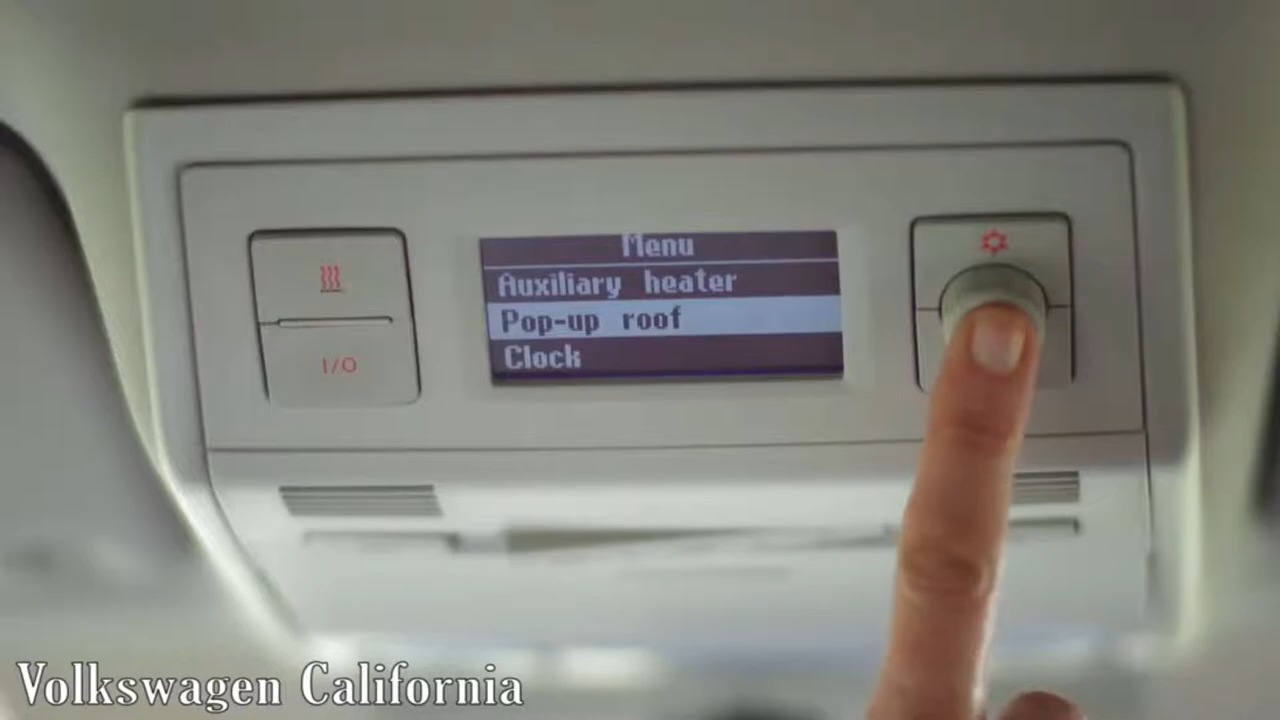 Menu
Auxiliary heater
Pop-up roof
Clock
I/O
Volkswagen California